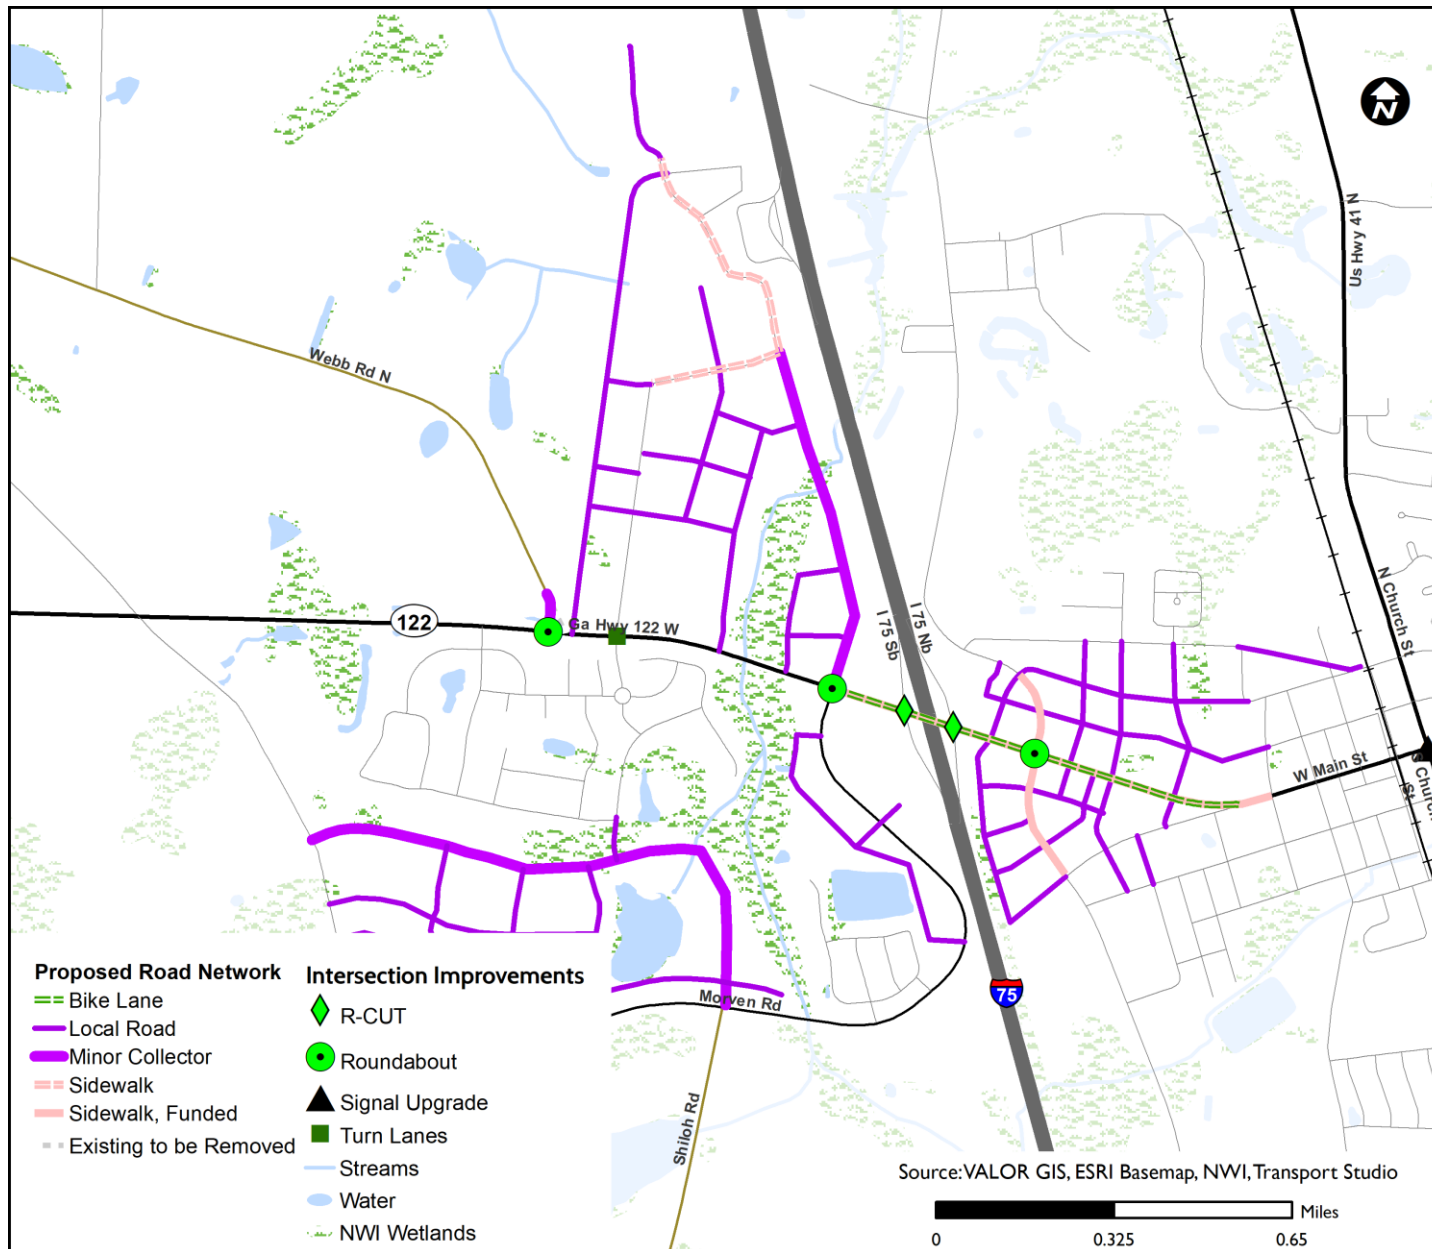 N
Us Hwy 41 N
Webb Rd N
122
Ga Hwy 122 W
I 75 Sb
I 75 Nb
N Church St
W Main St
S Church St
Morven Rd
75
Shiloh Rd
Proposed Road Network
Bike Lane
Local Road
Minor Collector
Sidewalk
Sidewalk, Funded
Existing to be Removed
Intersection Improvements
R-CUT
Roundabout
Signal Upgrade
Turn Lanes
Streams
Water
NWI Wetlands
Source: VALOR GIS, ESRI Basemap, NWI, Transport Studio
Miles
0 0.325 0.65